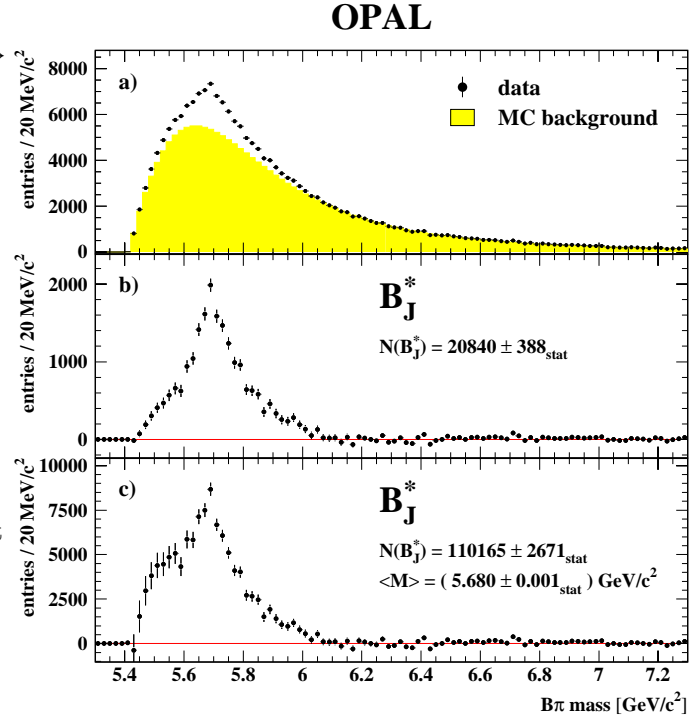 OPAL
entries / 20 MeV/c²
8000
6000
4000
2000
0
a)
data
MC background
entries / 20 MeV/c²
2000
1000
0
b)
B*J
N(B*J) = 20840 ± 388stat
entries / 20 MeV/c²
10000
7500
5000
2500
0
c)
B*J
N(B*J) = 110165 ± 2671stat
<M> = ( 5.680 ± 0.001stat ) GeV/c²
5.4 5.6 5.8 6 6.2 6.4 6.6 6.8 7 7.2
Bπ mass [GeV/c²]